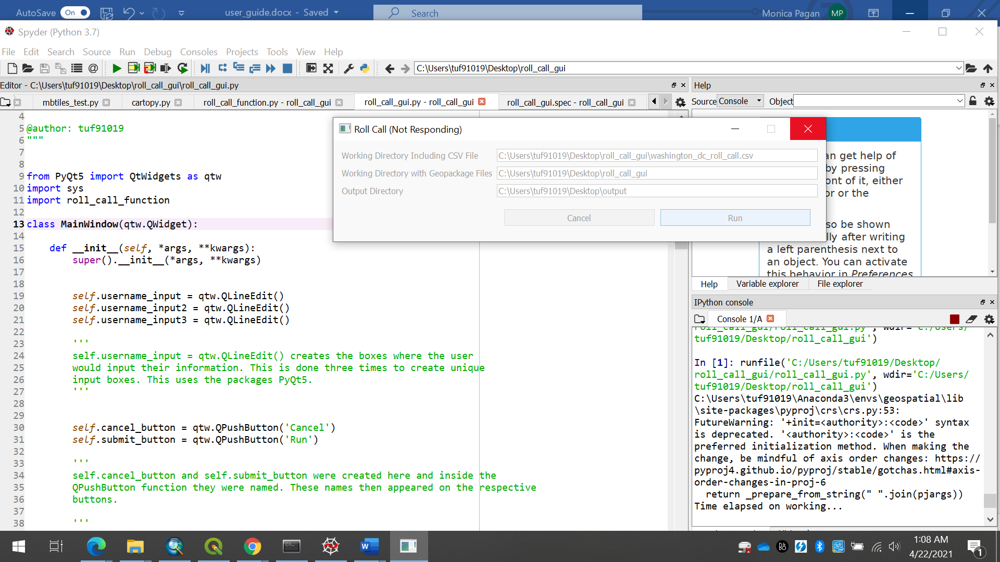 AutoSave On user_guide.docx - Saved Search Monica Pagan MP
Spyder (Python 3.7)
File Edit Search Source Run Debug Consoles Projects Tools View Help
C:\Users\tuf91019\Desktop\roll_call_gui
Editor - C:\Users\tuf91019\Desktop\roll_call_gui\roll_call_gui.py
mbtiles_test.py cartopy.py roll_call_function.py - roll_call_gui roll_call_gui.py - roll_call_gui roll_call_gui.spec - roll_call_gui
4
5 @author: tuf91019
6 """
7
8
9 from PyQt5 import QtWidgets as qtw
10 import sys
11 import roll_call_function
12
13 class MainWindow(qtw.QWidget):
14
15 def __init__(self, *args, **kwargs):
16 super().__init__(*args, **kwargs)
17
18
19 self.username_input = qtw.QLineEdit()
20 self.username_input2 = qtw.QLineEdit()
21 self.username_input3 = qtw.QLineEdit()
22
23 '''
24 self.username_input = qtw.QLineEdit() creates the boxes where the user
25 would input their information. This is done three times to create unique
26 input boxes. This uses the packages PyQt5.
27 '''
28
29
30 self.cancel_button = qtw.QPushButton('Cancel')
31 self.submit_button = qtw.QPushButton('Run')
32
33 '''
34 self.cancel_button and self.submit_button were created here and inside the
35 QPushButton function they were named. These names then appeared on the respective
36 buttons.
37
38 '''
Roll Call (Not Responding)
Working Directory Including CSV File C:\Users\tuf91019\Desktop\roll_call_gui\washington_dc_roll_call.csv
Working Directory with Geopackage Files C:\Users\tuf91019\Desktop\roll_call_gui
Output Directory C:\Users\tuf91019\Desktop\output
Cancel Run
Help
Source Console Object
an get help of
by pressing
ont of it, either
or or the
so be shown
lly after writing
a left parenthesis next to
an object. You can activate
this behavior in Preferences
Help Variable explorer File explorer
IPython console
Console 1/A
roll_call_gui/roll_call_gui.py', wdir='C:/Users/
tuf91019/Desktop/roll_call_gui')
In [1]: runfile('C:/Users/tuf91019/Desktop/
roll_call_gui/roll_call_gui.py', wdir='C:/Users/
tuf91019/Desktop/roll_call_gui')
C:\Users\tuf91019\Anaconda3\envs\geospatial\lib
\site-packages\pyproj\crs\crs.py:53:
FutureWarning: '+init=<authority>:<code>' syntax
is deprecated. '<authority>:<code>' is the
preferred initialization method. When making the
change, be mindful of axis order changes: https://
pyproj4.github.io/pyproj/stable/gotchas.html#axis-
order-changes-in-proj-6
return _prepare_from_string(" ".join(pjargs))
Time elapsed on working...
1:08 AM
4/22/2021
1